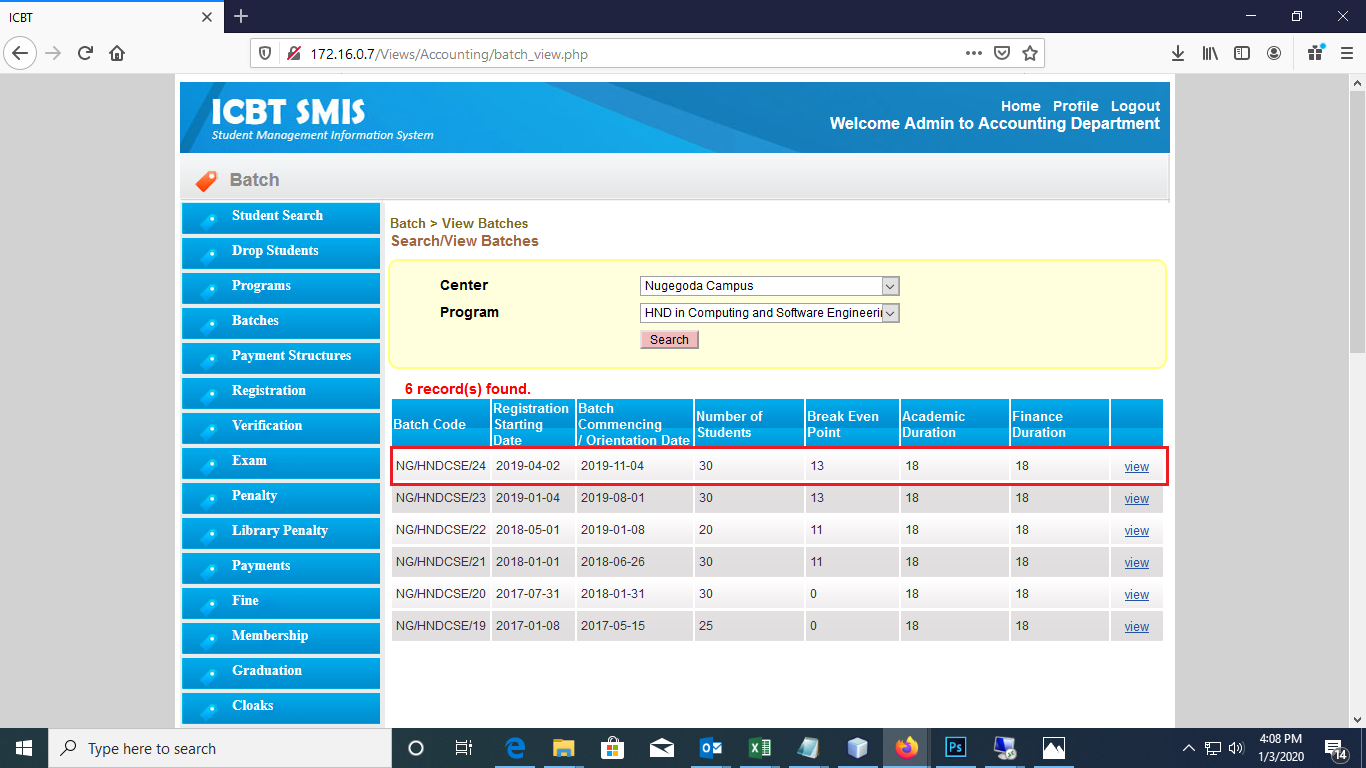 ICBT
172.16.0.7/Views/Accounting/batch_view.php
ICBT SMIS
Student Management Information System
Home Profile Logout
Welcome Admin to Accounting Department
Batch
Student Search
Drop Students
Programs
Batches
Payment Structures
Registration
Verification
Exam
Penalty
Library Penalty
Payments
Fine
Membership
Graduation
Cloaks
Batch > View Batches
Search/View Batches
Center Nugegoda Campus
Program HND in Computing and Software Engineerin
Search
6 record(s) found.
Batch Code Registration Starting Date Batch Commencing / Orientation Date Number of Students Break Even Point Academic Duration Finance Duration
NG/HNDCSE/24 2019-04-02 2019-11-04 30 13 18 18 view
NG/HNDCSE/23 2019-01-04 2019-08-01 30 13 18 18 view
NG/HNDCSE/22 2018-05-01 2019-01-08 20 11 18 18 view
NG/HNDCSE/21 2018-01-01 2018-06-26 30 11 18 18 view
NG/HNDCSE/20 2017-07-31 2018-01-31 30 0 18 18 view
NG/HNDCSE/19 2017-01-08 2017-05-15 25 0 18 18 view
Type here to search
Ps
4:08 PM
1/3/2020
14